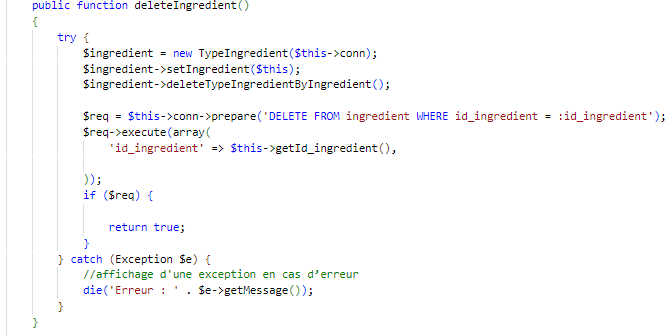 public function deleteIngredient()
{
try {
$ingredient = new TypeIngredient($this->conn);
$ingredient->setIngredient($this);
$ingredient->deleteTypeIngredientByIngredient();
$req = $this->conn->prepare('DELETE FROM ingredient WHERE id_ingredient = :id_ingredient');
$req->execute(array(
'id_ingredient' => $this->getId_ingredient(),
));
if ($req) {
return true;
}
} catch (Exception $e) {
//affichage d'une exception en cas d’erreur
die('Erreur : ' . $e->getMessage());
}
}